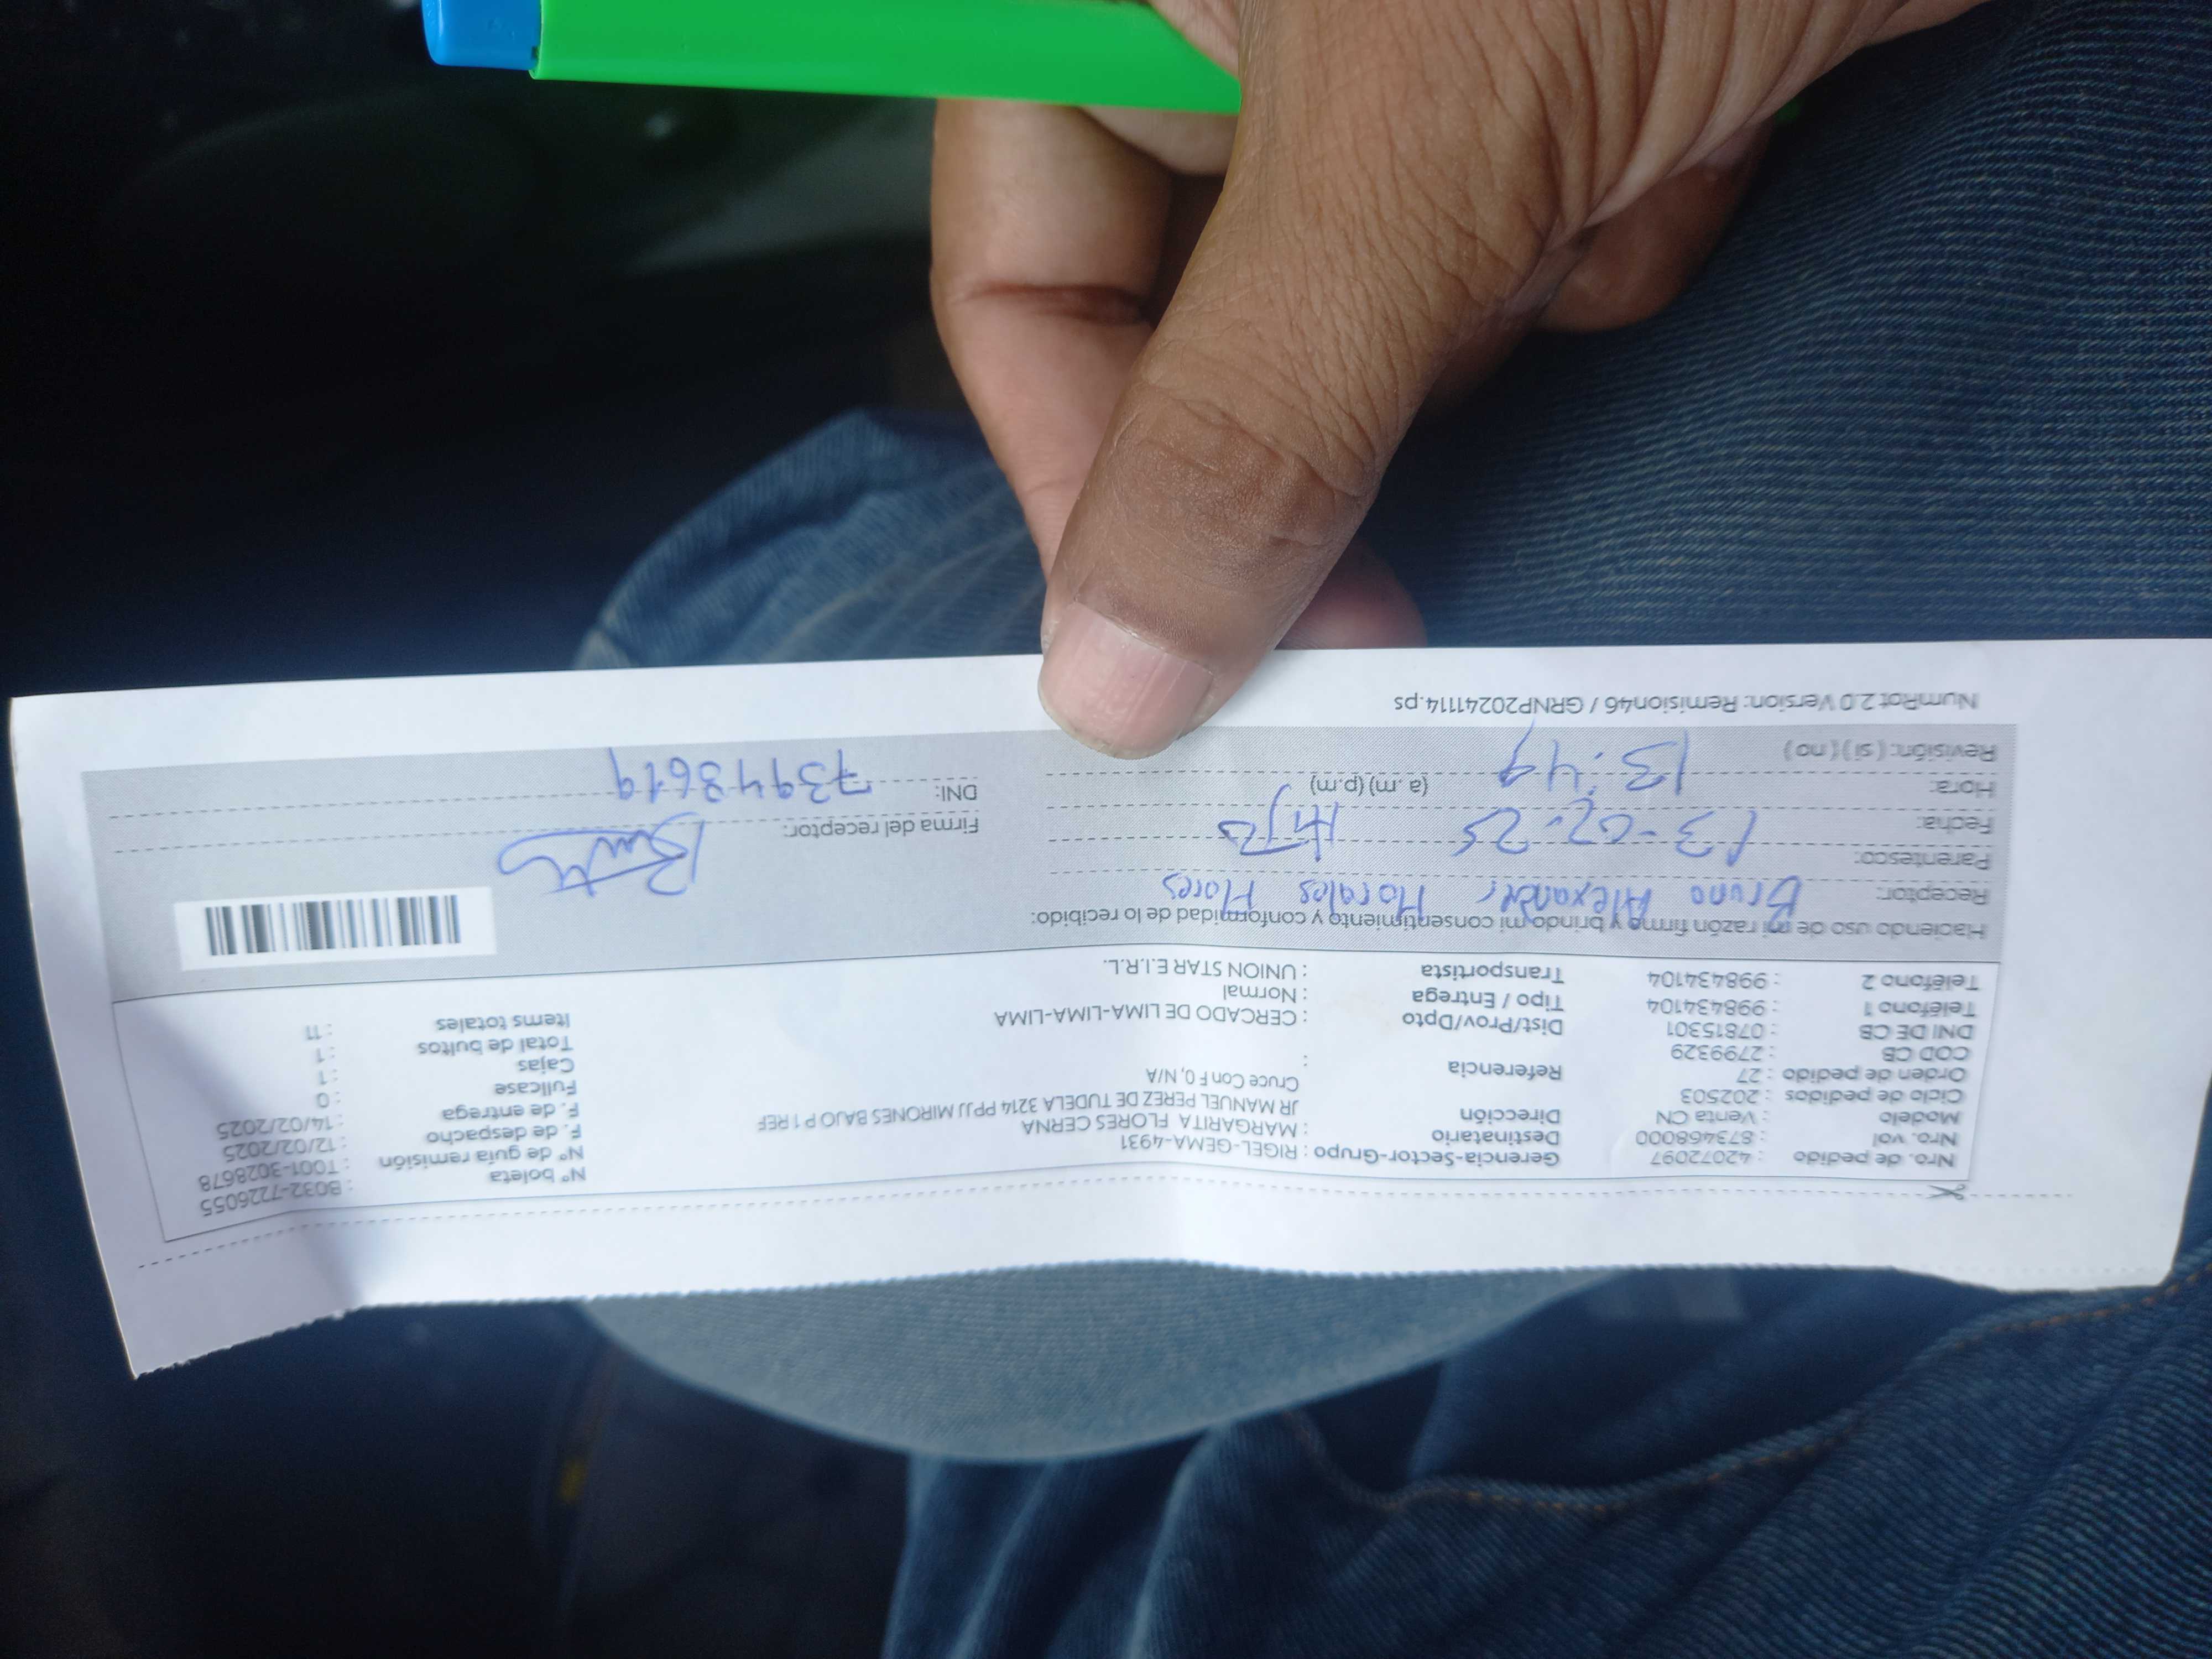 Nro. de pedido : 42072097 Gerencia-Sector-Grupo : RIGEL-GEMA-4931 Nº boleta : B032-7226055
Nro. vol : 873468000 Destinatario : MARGARITA FLORES CERNA Nº de guía remisión : T001-3028678
Modelo : Venta CN Dirección JR MANUEL PEREZ DE TUDELA 3214 PPJJ MIRONES BAJO P 1 REF F. de despacho : 12/02/2025
Ciclo de pedidos : 202503 Cruce Con F 0, N/A F. de entrega : 14/02/2025
Orden de pedido : 27 Referencia : Fullcase : 0
COD CB : 2799329 Cajas : 1
DNI DE CB : 07815301 Dist/Prov/Dpto : CERCADO DE LIMA-LIMA-LIMA Total de bultos : 1
Teléfono 1 : 998434104 Tipo / Entrega : Normal Items totales : 11
Teléfono 2 : 998434104 Transportista : UNION STAR E.I.R.L.
Haciendo uso de mi razón firmo y brindo mi consentimiento y conformidad de lo recibido:
Receptor: Bruno Alexander Morales Flores
Parentesco: Hijo
Fecha: 13-02-25 Firma del receptor:
Hora: 13:49 (a. m) (p.m) DNI: 73948619
Revisión: ( si ) ( no )
NumRot 2.0 Version: Remision46 / GRNP20241114.ps